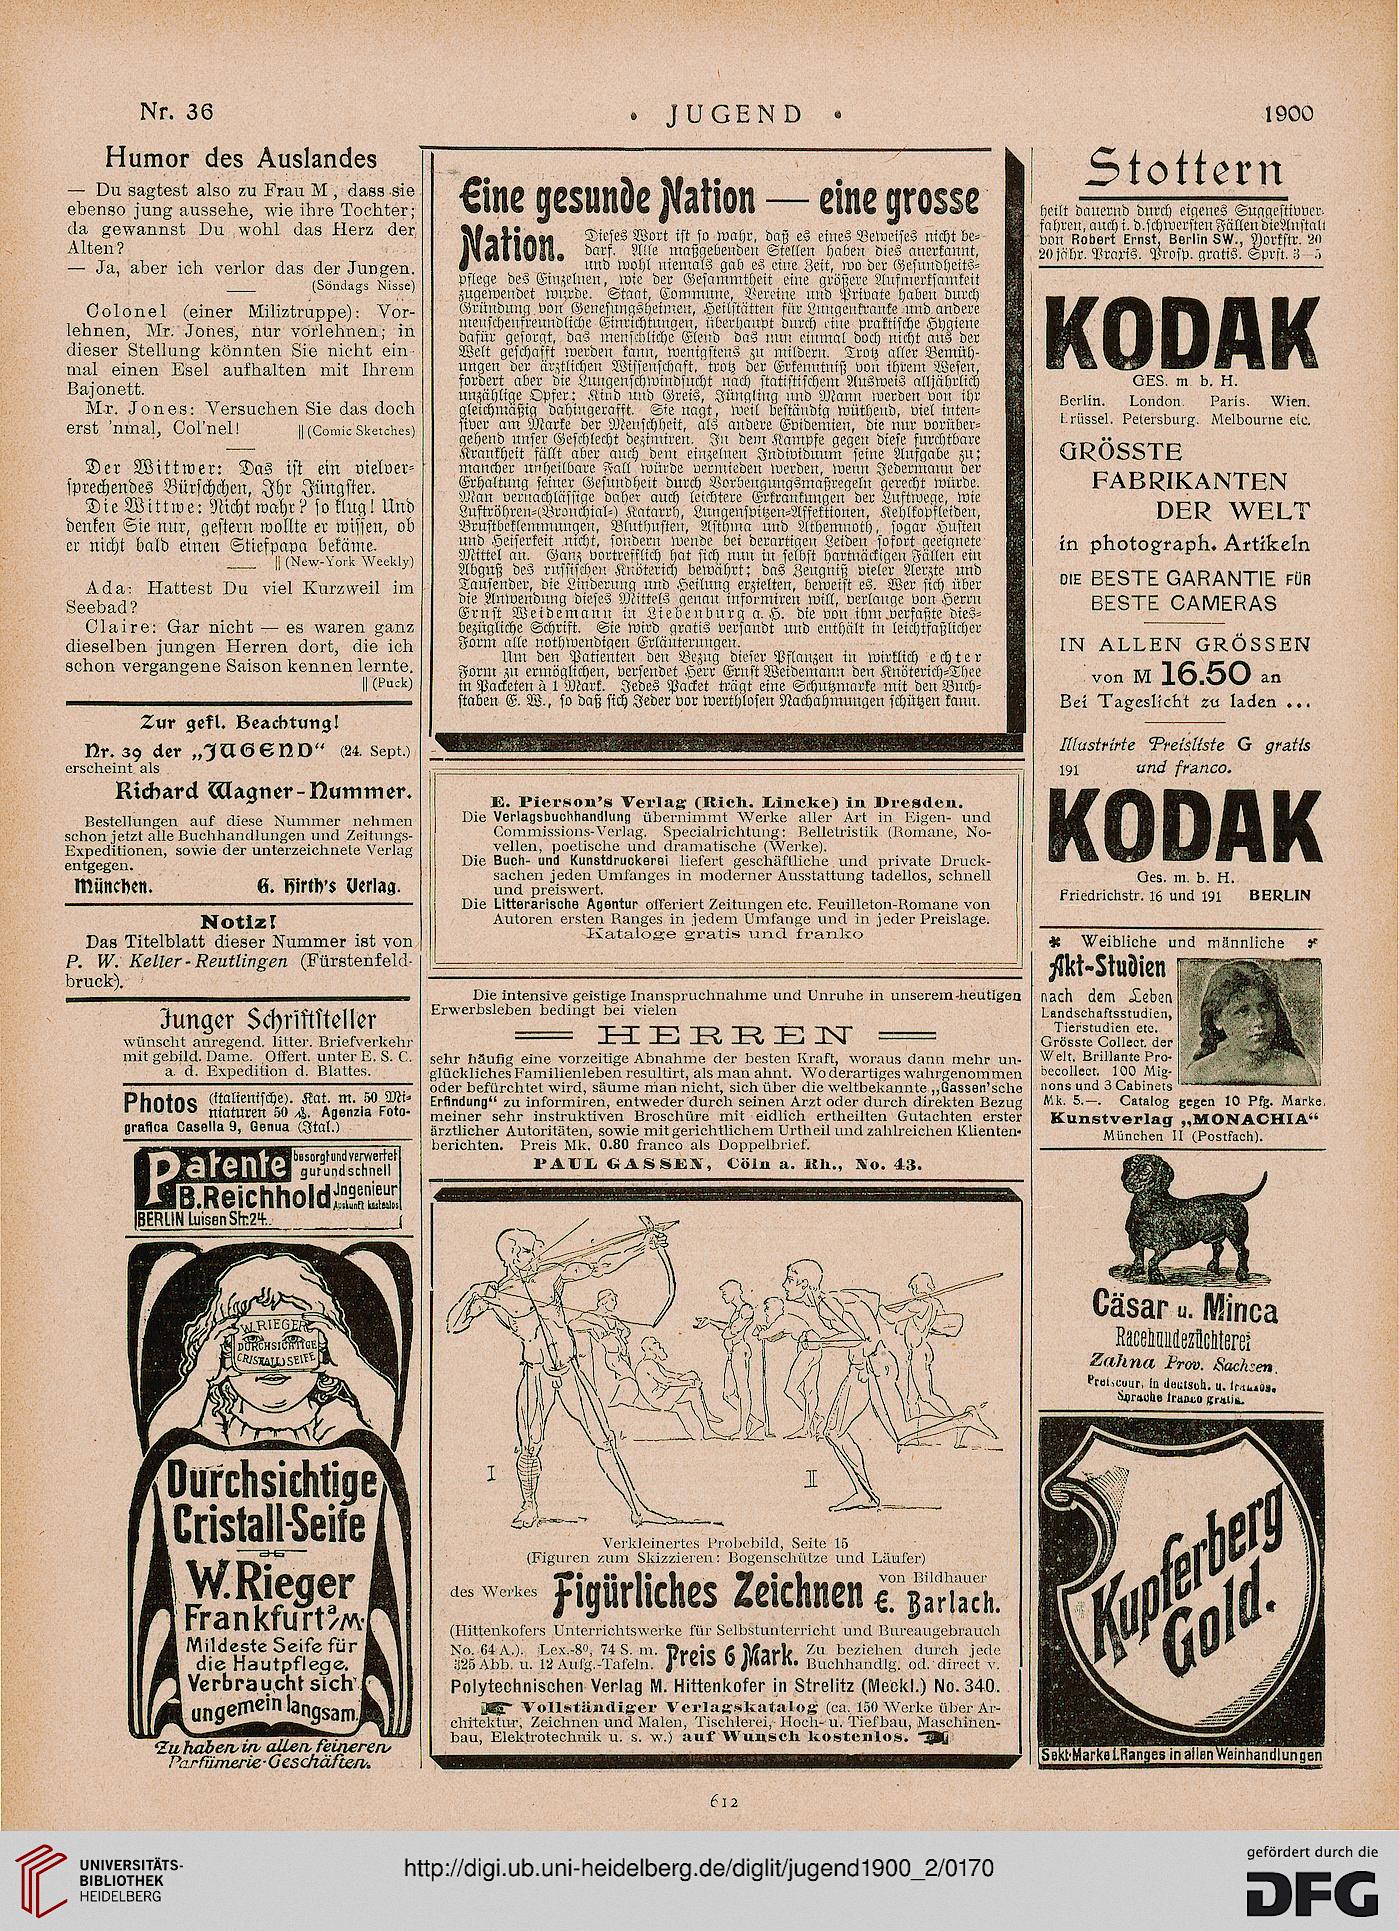 Nr. 36
• JUGEND •
1900
Humor des Auslandes
— Du sagtest also zu Frau M, dass sie
ebenso jung aussehe, wie ihre Tochter;
da gewannst Du wohl das Herz der
Alten?
— Ja, aber ich verlor das der Jungen.
(Söndags Nisse)
Colonel (einer Miliztruppe): Vor-
lehnen, Mr. Jones, nur vorlehnen; in
dieser Stellung könnten Sie nicht ein-
mal einen Esel aufhalten mit Ihrem
Bajonett.
Mr. Jones: Versuchen Sie das doch
erst 'nmal, Col'nel!
|| (Comic Sketches)
Der Wittwer: Das ist ein vielver-
sprechendes Bürschchen, Ihr Jüngster.
Die Wittwe: Nicht wahr? so klug! Und
denken Sie nur, gestern wollte er wissen, ob
er nicht bald einen Stiefpapa bekäme.
|| (New-York Weekly)
Ada: Hattest Du viel Kurzweil im
Seebad?
Claire: Gar nicht — es waren ganz
dieselben jungen Herren dort, die ich
schon vergangene Saison kennen lernte.
|| (Puck)
Zur gefl. Beachtung!
Nr. 39 der „JUGEND“ (24. Sept.)
erscheint als
Richard Wagner-Nummer.
Bestellungen auf diese Nummer nehmen
schon jetzt alle Buchhandlungen und Zeitungs-
Expeditionen, sowie der unterzeichnete Verlag
entgegen.
München. G. Hirth's Verlag.
Notiz!
Das Titelblatt dieser Nummer ist von
P. W. Keller-Reutlingen (Fürstenfeld-
bruck).
Junger Schriftsteller
wünscht anregend. litter. Briefverkehr
mit gebild. Dame. Offert. unter E. S. C.
a. d. Expedition d. Blattes.
Photos (Italienische). Kat. m. 50 Mi-
niaturen 50 ₰. Agenzia Foto-
grafica Casella 9, Genua (Ital.)
Patente besorgt und verwertet
gut und schnell
B. Reichhold Jngenieur
Auskunft kostenlos
BERLIN Luisen Str. 24.
W. RIEGER
DURCHSICHTIGE
CRISTALL SEIFE
Durchsichtige
Cristall-Seife
W. Rieger
Frankfurt a/M.
Mildeste Seife für
die Hautpflege.
Verbraucht sich
ungemein langsam.
Zu haben in allen feineren
Parfümerie-Geschäften.
Eine gesunde Nation — eine grosse
Nation. Dieses Wort ist so wahr, daß es eines Beweises nicht be-
darf. Alle maßgebenden Stellen haben dies anerkannt,
und wohl niemals gab es eine Zeit, wo der Gesundheits-
pflege des Einzelnen, wie der Gesammtheit eine größere Aufmerksamkeit
zugewendet wurde. Staat, Commune, Vereine und Private haben durch
Gründung von Genesungsheimen, Heilstätten für Lungenkranke und andere
menschenfreundliche Einrichtungen, überhaupt durch eine praktische Hygiene
dafür gesorgt, das menschliche Elend das nun einmal doch nicht aus der
Welt geschafft werden kann, wenigstens zu mildern. Trotz aller Bemüh-
ungen der ärztlichen Wissenschaft, trotz der Erkenntniß von ihrem Wesen,
fordert aber die Lungenschwindsucht nach statistischem Ausweis alljährlich
unzählige Opfer; Kind und Greis, Jüngling und Mann werden von ihr
gleichmäßig dahingerafft. Sie nagt, weil beständig wüthend, viel inten-
siver am Marke der Menschheit, als andere Epidemien, die nur vorüber-
gehend unser Geschlecht dezimiren. In dem Kampfe gegen diese furchtbare
Krankheit fällt aber auch dem einzelnen Individuum seine Aufgabe zu;
mancher unheilbare Fall würde vermieden werden, wenn Jedermann der
Erhaltung seiner Gesundheit durch Vorbeugungsmaßregeln gerecht würde.
Man vernachlässige daher auch leichtere Erkrankungen der Luftwege, wie
Luftröhren-(Bronchial-) Katarrh, Lungenspitzen-Affektionen, Kehlkopfleiden,
Brustbeklemmungen, Bluthusten, Asthma und Athemnoth, sogar Husten
und Heiserkeit nicht, sondern wende bei derartigen Leiden sofort geeignete
Mittel an. Ganz vortrefflich hat sich nun in selbst hartnäckigen Fällen ein
Abguß des russischen Knöterich bewährt; das Zeugniß vieler Aerzte und
Tausender, die Linderung und Heilung erzielten, beweist es. Wer sich über
die Anwendung dieses Mittels genau informiren will, verlange von Herrn
Ernst Weidemann in Liebenburg a. H. die von ihm verfaßte dies-
bezügliche Schrift. Sie wird gratis versandt und enthält in leichtfaßlicher
Form alle nothwendigen Erläuterungen.
Um den Patienten den Bezug dieser Pflanzen in wirklich echter
Form zu ermöglichen, versendet Herr Ernst Weidemann den Knöterich-Thee
in Packeten à 1 Mark. Jedes Packet trägt eine Schutzmarke mit den Buch-
staben E. W., so daß sich Jeder vor werthlosen Nachahmungen schützen kann.
E. Pierson's Verlag (Rich. Lincke) in Dresden.
Die Verlagsbuchhandlung übernimmt Werke aller Art in Eigen- und
Commissions-Verlag. Specialrichtung: Belletristik (Romane, No-
vellen, poetische und dramatische (Werke).
Die Buch- und Kunstdruckerei liefert geschäftliche und private Druck-
sachen jeden Umfanges in moderner Ausstattung tadellos, schnell
und preiswert.
Die Litterarische Agentur offeriert Zeitungen etc. Feuilleton-Romane von
Autoren ersten Ranges in jedem Umfange und in jeder Preislage.
Kataloge gratis und franko
Die intensive geistige Inanspruchnahme und Unruhe in unserem heutigen
Erwerbsleben bedingt bei vielen
HERREN
sehr häufig eine vorzeitige Abnahme der besten Kraft, woraus dann mehr un-
glückliches Familienleben resultirt, als man ahnt. Wo derartiges wahrgenommen
oder befürchtet wird, säume man nicht, sich über die weltbekannte „Gassen'sche
Erfindung“ zu informiren, entweder durch seinen Arzt oder durch direkten Bezug
meiner sehr instruktiven Broschüre mit eidlich ertheilten Gutachten erster
ärztlicher Autoritäten, sowie mit gerichtlichem Urtheil und zahlreichen Klienten-
berichten. Preis Mk. 0.80 franco als Doppelbrief.
PAUL GASSEN, Cöln a. Rh., No. 43.
I
II
Verkleinertes Probebild, Seite 15
(Figuren zum Skizzieren: Bogenschütze und Läufer)
des Werkes Figürliches Zeichnen von Bildhauer
E. Barlach.
(Hittenkofers Unterrichtswerke für Selbstunterricht und Bureaugebrauch
No. 64 A.). Lex.-8⁰, 74 S. m. Preis 6 Mark. Zu beziehen durch jede
325 Abb. u. 12 Aufg.-Tafeln. Buchhandlg. od. direct v.
Polytechnischen Verlag M. Hittenkofer in Strelitz (Meckl.) No. 340.
☛ Vollständiger Verlagskatalog (ca. 150 Werke über Ar-
chitektur, Zeichnen und Malen, Tischlerei, Hoch- u. Tiefbau, Maschinen-
bau, Elektrotechnik u. s. w.) auf Wunsch kostenlos. ☚
Stottern
heilt dauernd durch eigenes Suggestivver-
fahren, auch i. d. schwersten Fällen die Anstalt
von Robert Ernst, Berlin SW., Yorkstr. 20
20 jähr. Praxis. Prosp. gratis. Sprst. 3—5
KODAK
GES. m. b. H.
Berlin. London. Paris. Wien.
Brüssel. Petersburg. Melbourne etc.
GRÖSSTE
FABRIKANTEN
DER WELT
in photograph. Artikeln
DIE BESTE GARANTIE FÜR
BESTE CAMERAS
IN ALLEN GRÖSSEN
von M 16.50 an
Bei Tageslicht zu laden ...
Illustrirte Preisliste G gratis
191 und franco.
KODAK
Ges. m. b. H.
Friedrichstr. 16 und 191 BERLIN
Weibliche und männliche
Akt-Studien
nach dem Leben
Landschaftsstudien,
Tierstudien etc.
Grösste Collect. der
Welt. Brillante Pro-
becollect. 100 Mig-
nons und 3 Cabinets
Mk. 5.—. Catalog gegen 10 Pfg. Marke.
Kunstverlag „MONACHIA“
München II (Postfach).
Cäsar u. Minca
Racehundezüchterei
Zahna Prov. Sachsen.
Preiscour. in deutsch. u. französ.
Sprache franco gratis.
Kupferberg
Gold.
Sekt-Marke I. Ranges in allen Weinhandlungen
612
UNIVERSITÄTS-
BIBLIOTHEK
HEIDELBERG
http://digi.ub.uni-heidelberg.de/diglit/jugend1900_2/0170
gefördert durch die
DFG